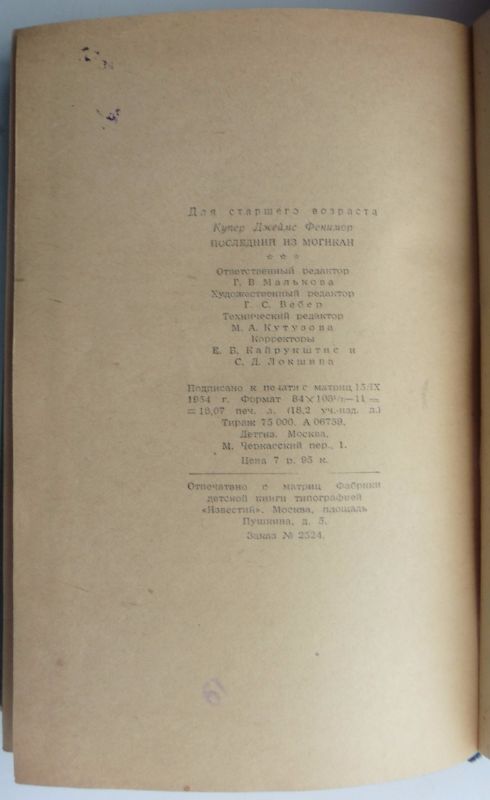 Для старшего возраста
Купер Джеймс Фенимор
ПОСЛЕДНИЙ ИЗ МОГИКАН
☆ ☆ ☆
Ответственный редактор
Г. В. Малькова
Художественный редактор
Г. С. Вебер
Технический редактор
М. А. Кутузова
Корректоры
Е. Б. Кайрукштис и
С. Д. Локшина
Подписано к печати с матриц 15/IX
1954 г. Формат 84×108¹/₃₂—11 =
= 18,07 печ. л. (18,2 уч.-изд. л.)
Тираж 75 000. А 06759.
Детгиз. Москва,
М. Черкасский пер., 1.
Цена 7 р. 95 к.
Отпечатано с матриц Фабрики
детской книги типографией
«Известий». Москва, площадь
Пушкина, д. 5.
Заказ № 2524.